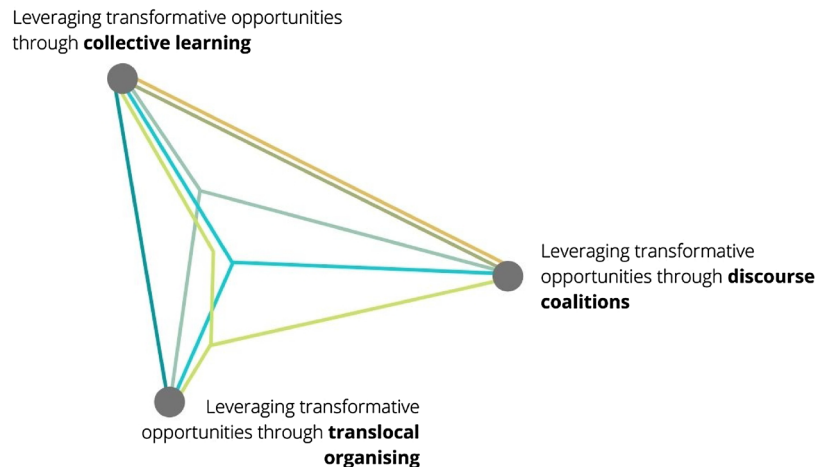 Leveraging transformative opportunities
through collective learning
Leveraging transformative
opportunities through discourse
coalitions
Leveraging transformative
opportunities through translocal
organising